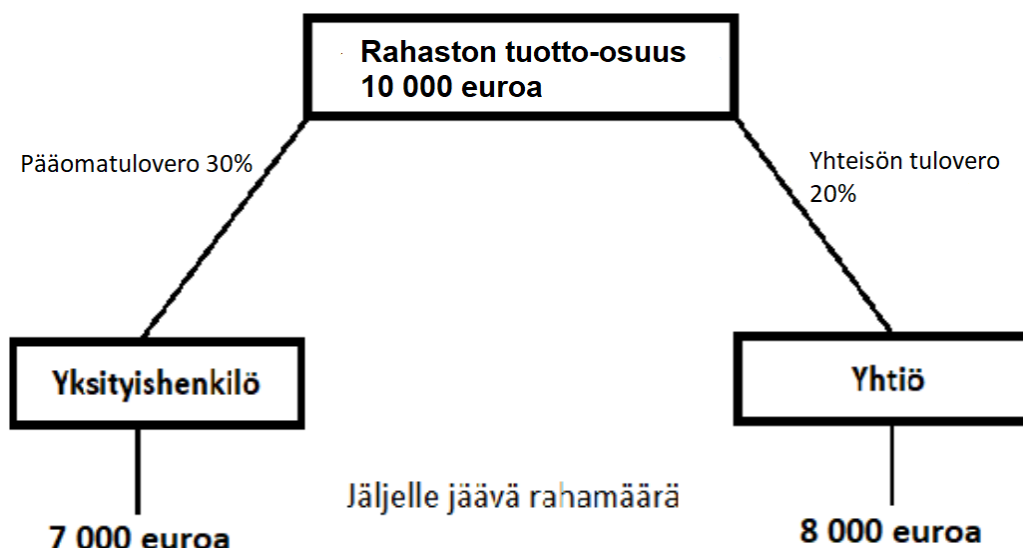 Rahaston tuotto-osuus
10 000 euroa
Pääomatulovero 30%
Yhteisön tulovero
20%
Yksityishenkilö
Yhtiö
Jäljelle jäävä rahamäärä
7 000 euroa
8 000 euroa